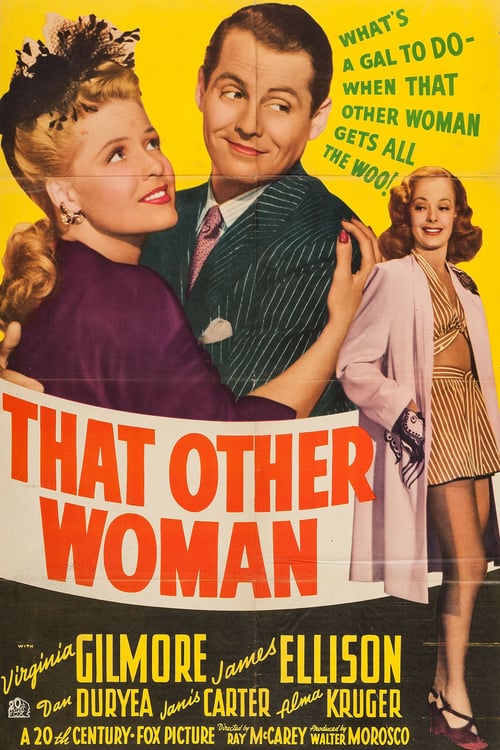 WHAT'S
A GAL TO DO-
WHEN THAT
OTHER WOMAN
GETS ALL
THE WOO!
THAT OTHER
WOMAN
WITH
Virginia GILMORE James ELLISON
Dan DURYEA Janis CARTER Alma KRUGER
A 20th CENTURY-FOX PICTURE Directed by RAY McCAREY Produced by WALTER MOROSCO